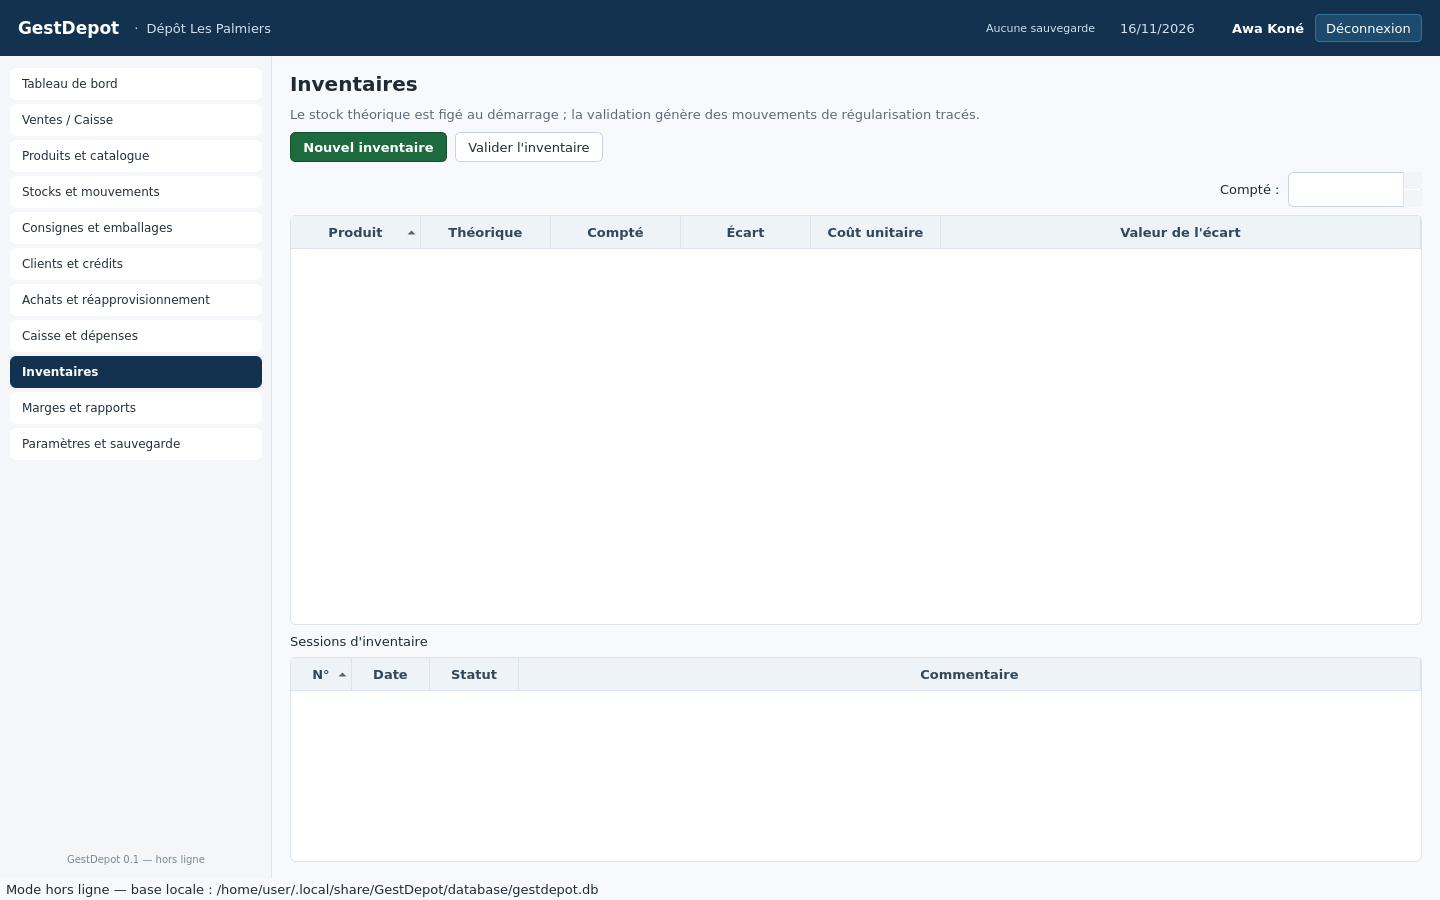 GestDepot · Dépôt Les Palmiers Aucune sauvegarde 16/11/2026 Awa Koné Déconnexion
Tableau de bord
Ventes / Caisse
Produits et catalogue
Stocks et mouvements
Consignes et emballages
Clients et crédits
Achats et réapprovisionnement
Caisse et dépenses
Inventaires
Marges et rapports
Paramètres et sauvegarde
GestDepot 0.1 — hors ligne
Inventaires
Le stock théorique est figé au démarrage ; la validation génère des mouvements de régularisation tracés.
Nouvel inventaire Valider l'inventaire
Compté :
Produit Théorique Compté Écart Coût unitaire Valeur de l'écart
Sessions d'inventaire
N° Date Statut Commentaire
Mode hors ligne — base locale : /home/user/.local/share/GestDepot/database/gestdepot.db